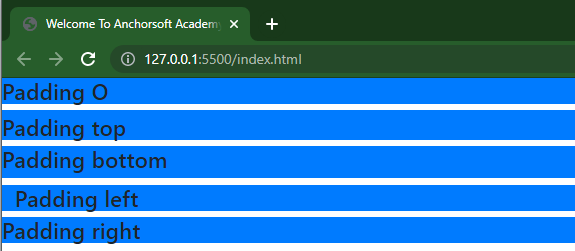 Welcome To Anchorsoft Academy
127.0.0.1:5500/index.html
Padding O
Padding top
Padding bottom
Padding left
Padding right